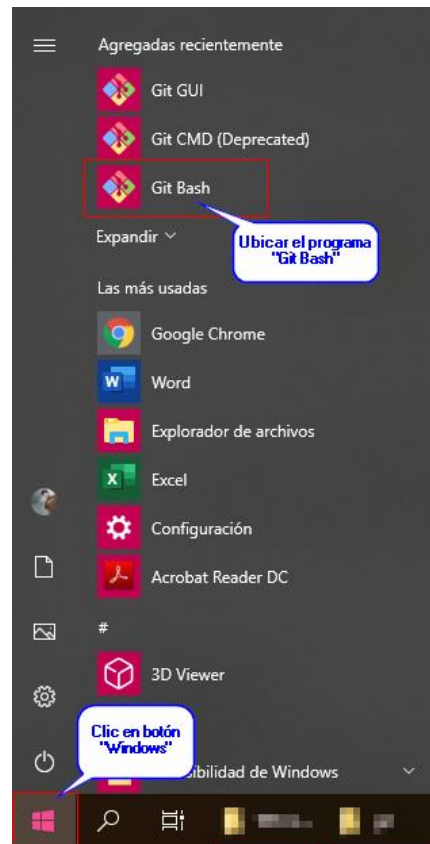 Agregadas recientemente
Git GUI
Git CMD (Deprecated)
Git Bash
Expandir
Ubicar el programa
"Git Bash"
Las más usadas
Google Chrome
Word
Explorador de archivos
Excel
Configuración
Acrobat Reader DC
#
3D Viewer
Clic en botón
"Windows"
de Windows